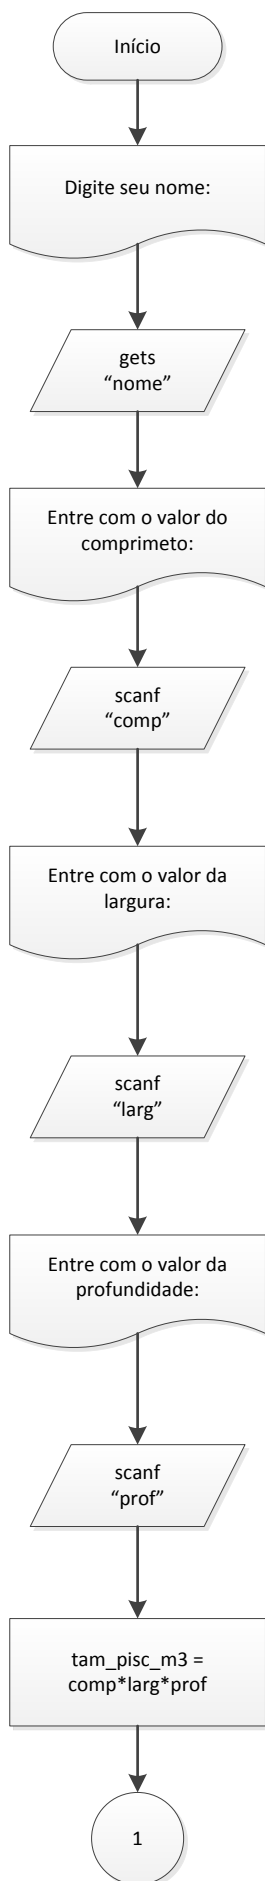 Início
Digite seu nome:
gets
“nome”
Entre com o valor do
comprimeto:
scanf
“comp”
Entre com o valor da
largura:
scanf
“larg”
Entre com o valor da
profundidade:
scanf
“prof”
tam_pisc_m3 =
comp*larg*prof
1